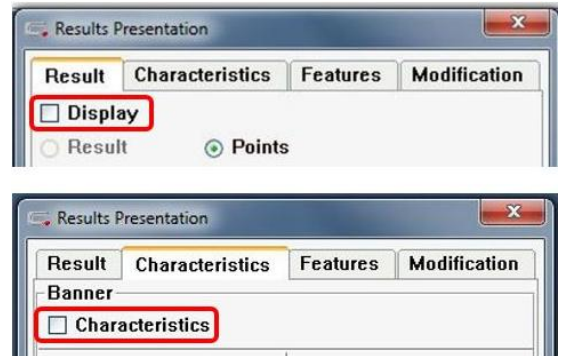 Results Presentation
Result Characteristics Features Modification
Display
Result Points
Results Presentation
Result Characteristics Features Modification
Banner
Characteristics